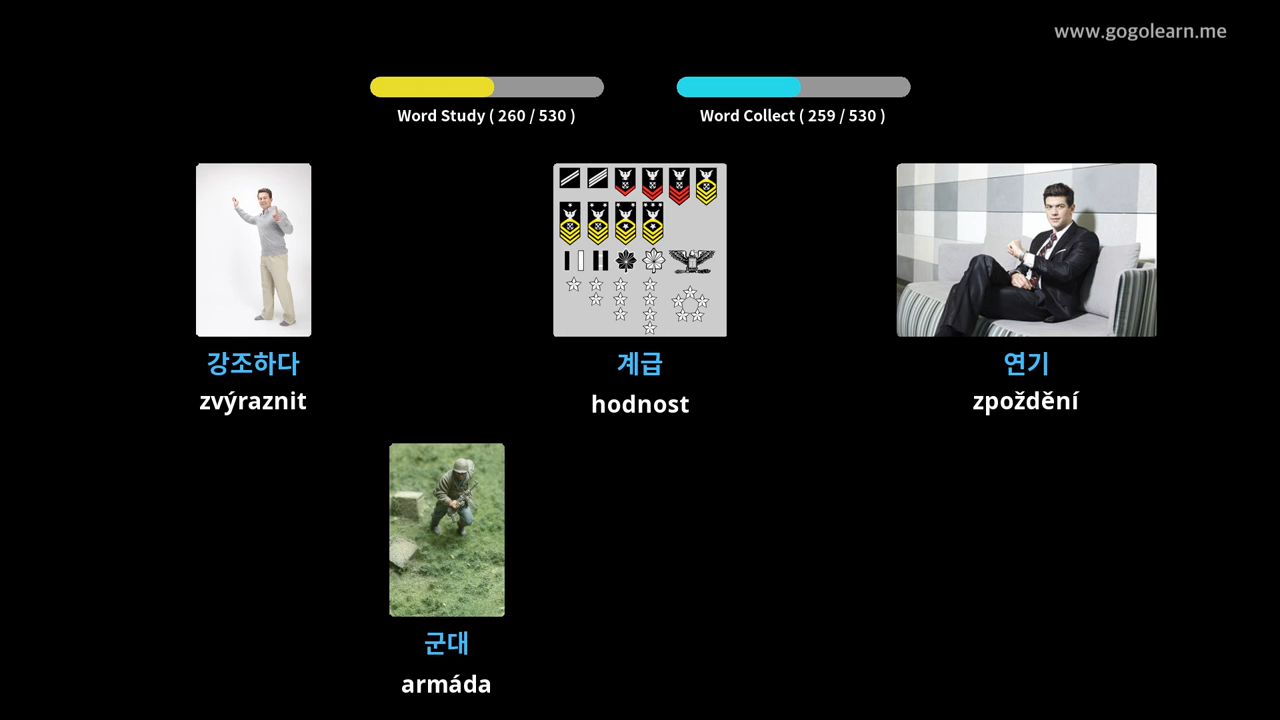 www.gogolearn.me
Word Study ( 260 / 530 )
Word Collect ( 259 / 530 )
강조하다
zvýraznit
계급
hodnost
연기
zpoždění
군대
armáda